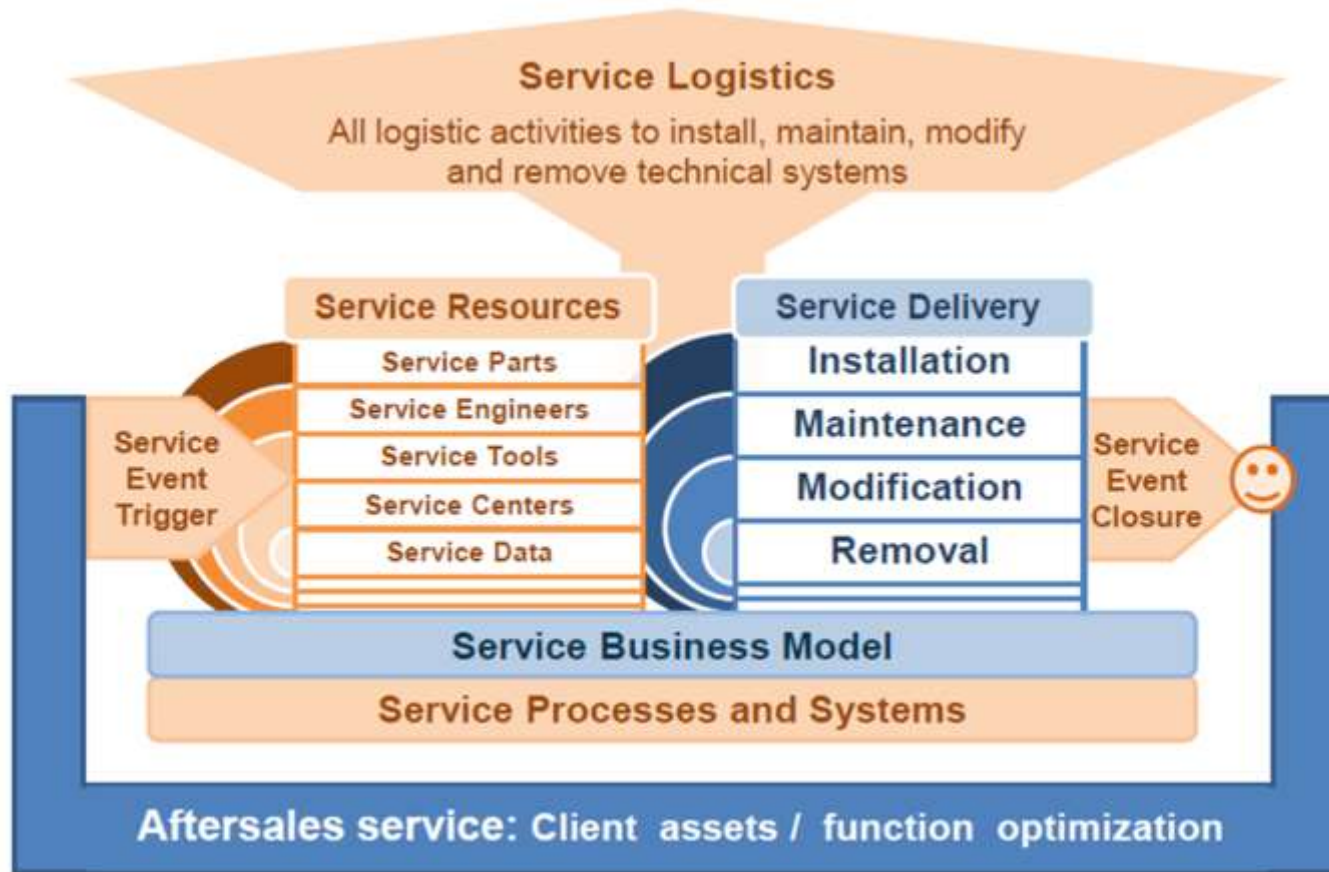 Service Logistics
All logistic activities to install, maintain, modify
and remove technical systems
Service Resources
Service Parts
Service Engineers
Service Tools
Service Centers
Service Data
Service Delivery
Installation
Maintenance
Modification
Removal
Service
Event
Trigger
Service
Event
Closure
Service Business Model
Service Processes and Systems
Aftersales service: Client assets / function optimization